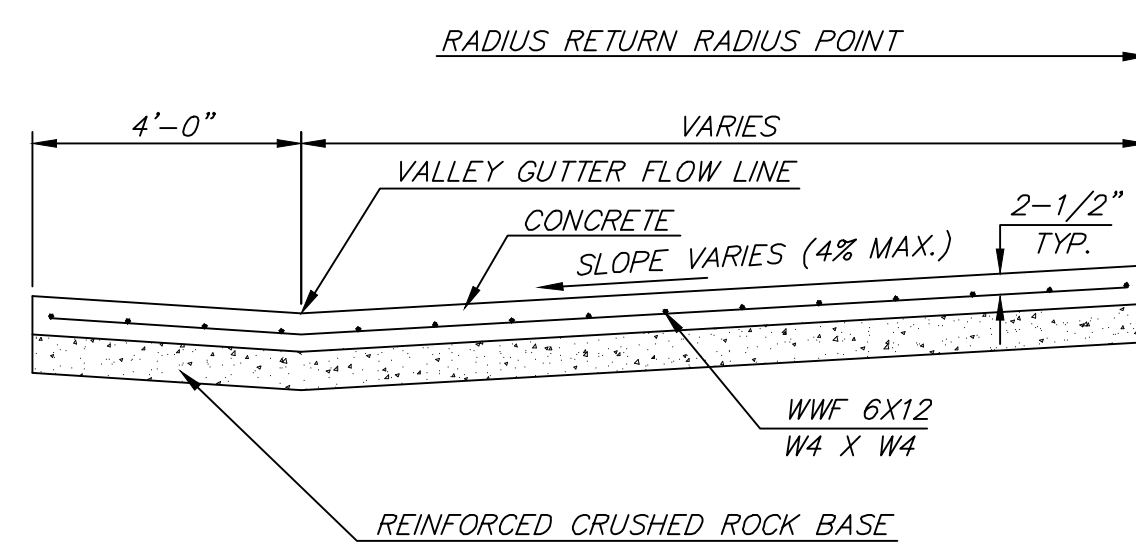 RADIUS RETURN RADIUS POINT
4'-0"
VARIES
VALLEY GUTTER FLOW LINE
CONCRETE
2-1/2"
TYP.
SLOPE VARIES (4% MAX.)
WWF 6X12
W4 X W4
REINFORCED CRUSHED ROCK BASE